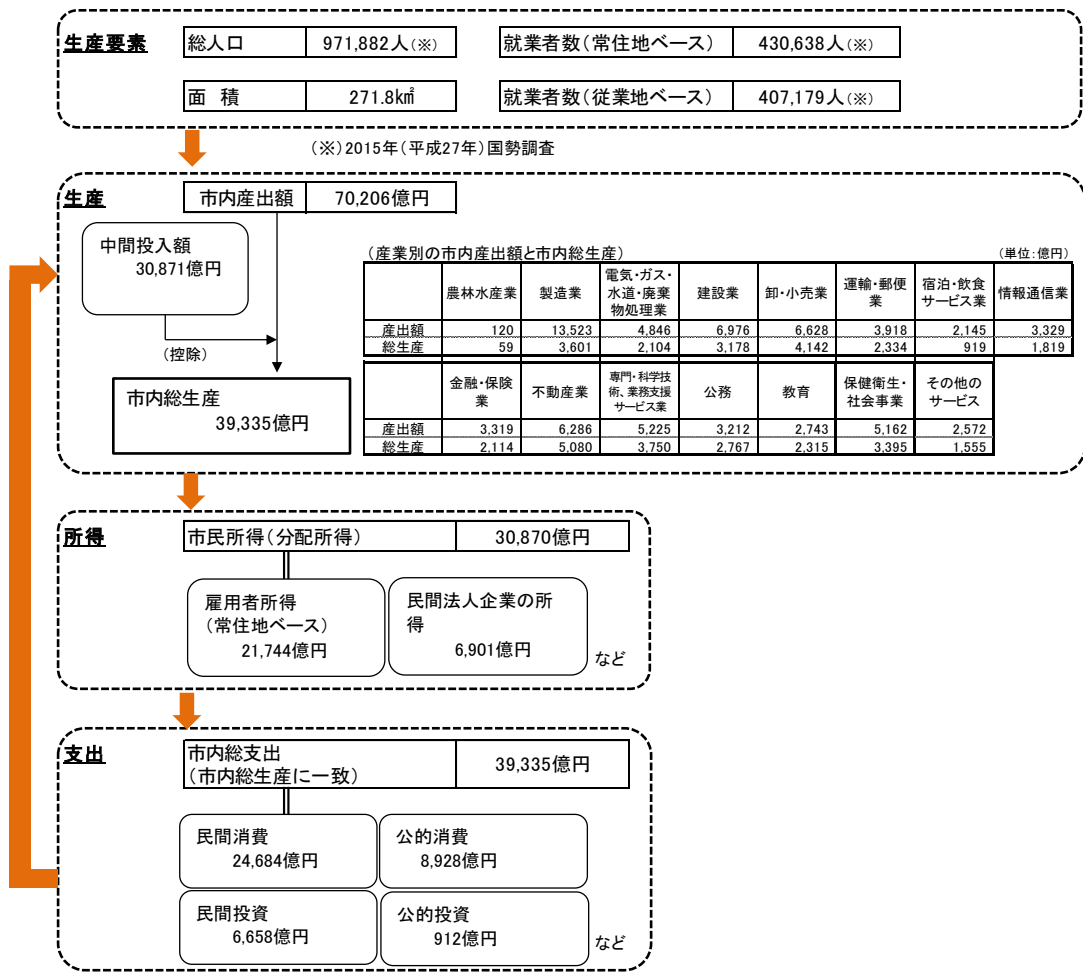 生産要素
総人口 971,882人(※) 就業者数(常住地ベース) 430,638人(※)
面 積 271.8k㎡ 就業者数(従業地ベース) 407,179人(※)
(※)2015年(平成27年)国勢調査
生産
市内産出額 70,206億円
中間投入額
30,871億円
(控除)
市内総生産
39,335億円
(産業別の市内産出額と市内総生産) (単位:億円)
農林水産業 製造業 電気・ガス・水道・廃棄物処理業 建設業 卸・小売業 運輸・郵便業 宿泊・飲食サービス業 情報通信業
産出額 120 13,523 4,846 6,976 6,628 3,918 2,145 3,329
総生産 59 3,601 2,104 3,178 4,142 2,334 919 1,819
金融・保険業 不動産業 専門・科学技術、業務支援サービス業 公務 教育 保健衛生・社会事業 その他のサービス
産出額 3,319 6,286 5,225 3,212 2,743 5,162 2,572
総生産 2,114 5,080 3,750 2,767 2,315 3,395 1,555
所得
市民所得(分配所得) 30,870億円
雇用者所得
(常住地ベース)
21,744億円
民間法人企業の所
得
6,901億円
など
支出
市内総支出
(市内総生産に一致)
39,335億円
民間消費
24,684億円
公的消費
8,928億円
民間投資
6,658億円
公的投資
912億円
など